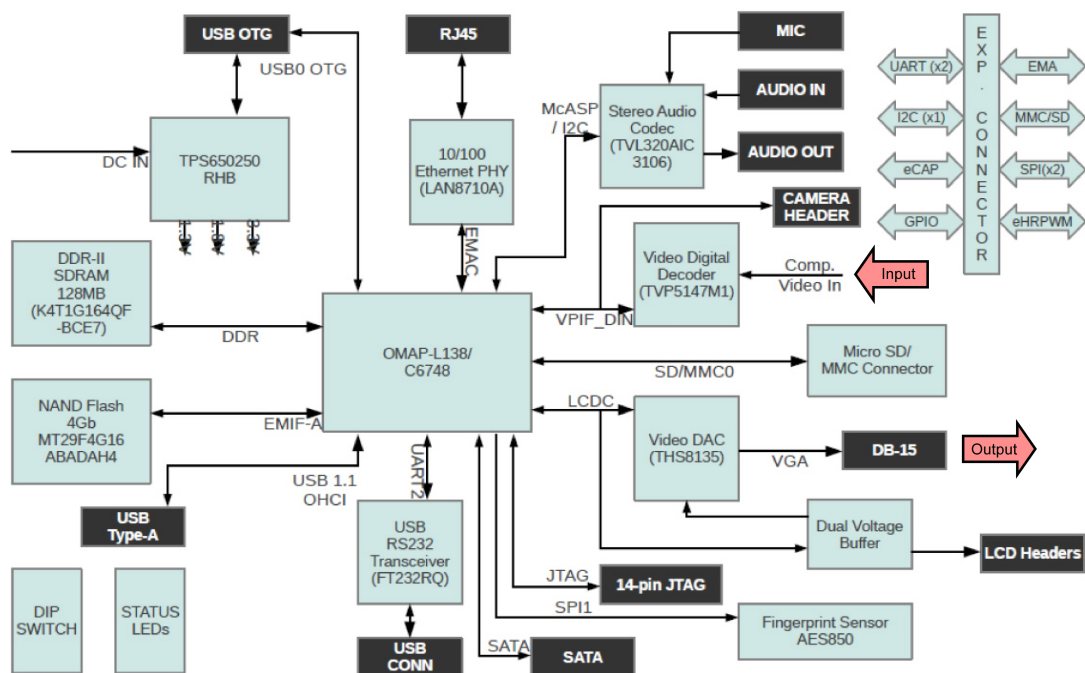 USB OTG
RJ45
MIC
USB0 OTG
AUDIO IN
McASP
/ I2C
Stereo Audio
Codec
(TVL320AIC
3106)
AUDIO OUT
UART (x2)
EMA
I2C (x1)
MMC/SD
eCAP
SPI(x2)
GPIO
eHRPWM
EXP. CONNECTOR
DC IN
TPS650250
RHB
1.3V
1.8V
3.3V
10/100
Ethernet PHY
(LAN8710A)
EMAC
CAMERA
HEADER
DDR-II
SDRAM
128MB
(K4T1G164QF
-BCE7)
DDR
Video Digital
Decoder
(TVP5147M1)
Comp.
Video In
Input
VPIF_DIN
OMAP-L138/
C6748
SD/MMC0
Micro SD/
MMC Connector
NAND Flash
4Gb
MT29F4G16
ABADAH4
EMIF-A
LCDC
Video DAC
(THS8135)
VGA
DB-15
Output
USB 1.1
OHCI
UART2
USB
Type-A
USB
RS232
Transceiver
(FT232RQ)
Dual Voltage
Buffer
LCD Headers
DIP
SWITCH
STATUS
LEDs
JTAG
14-pin JTAG
SPI1
Fingerprint Sensor
AES850
USB
CONN
SATA
SATA